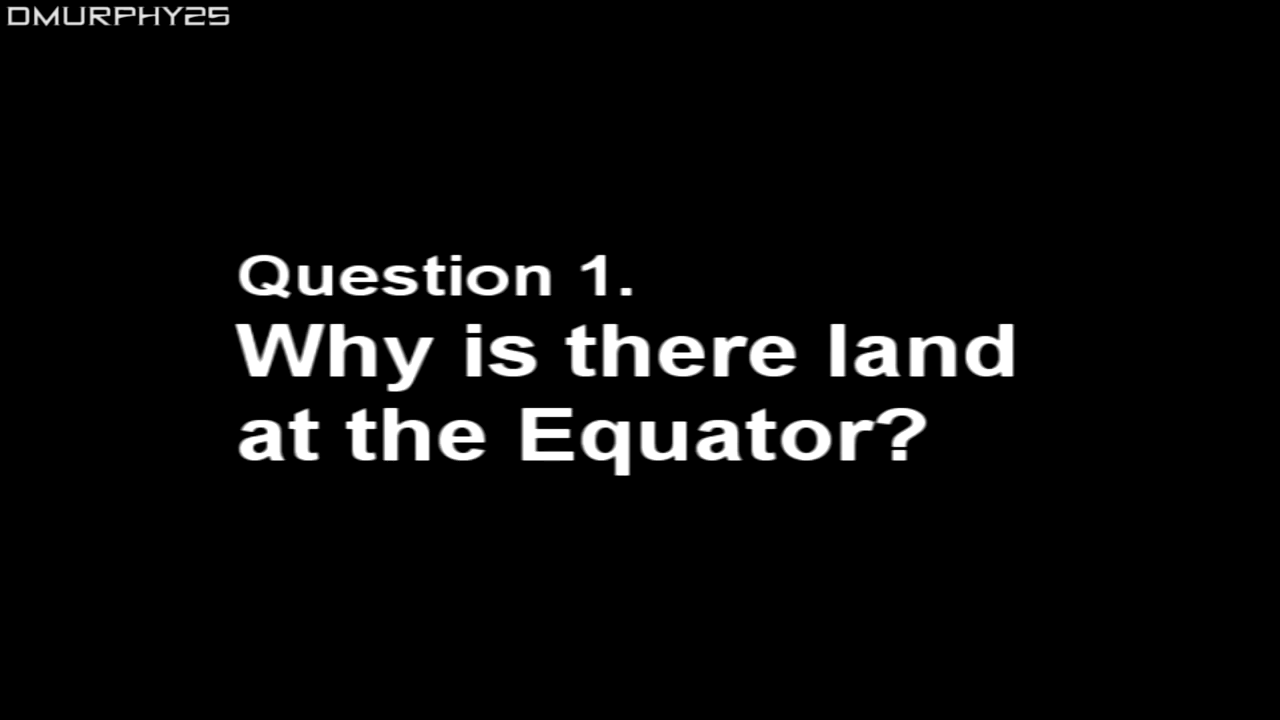 DMURPHY25
Question 1.
Why is there land
at the Equator?